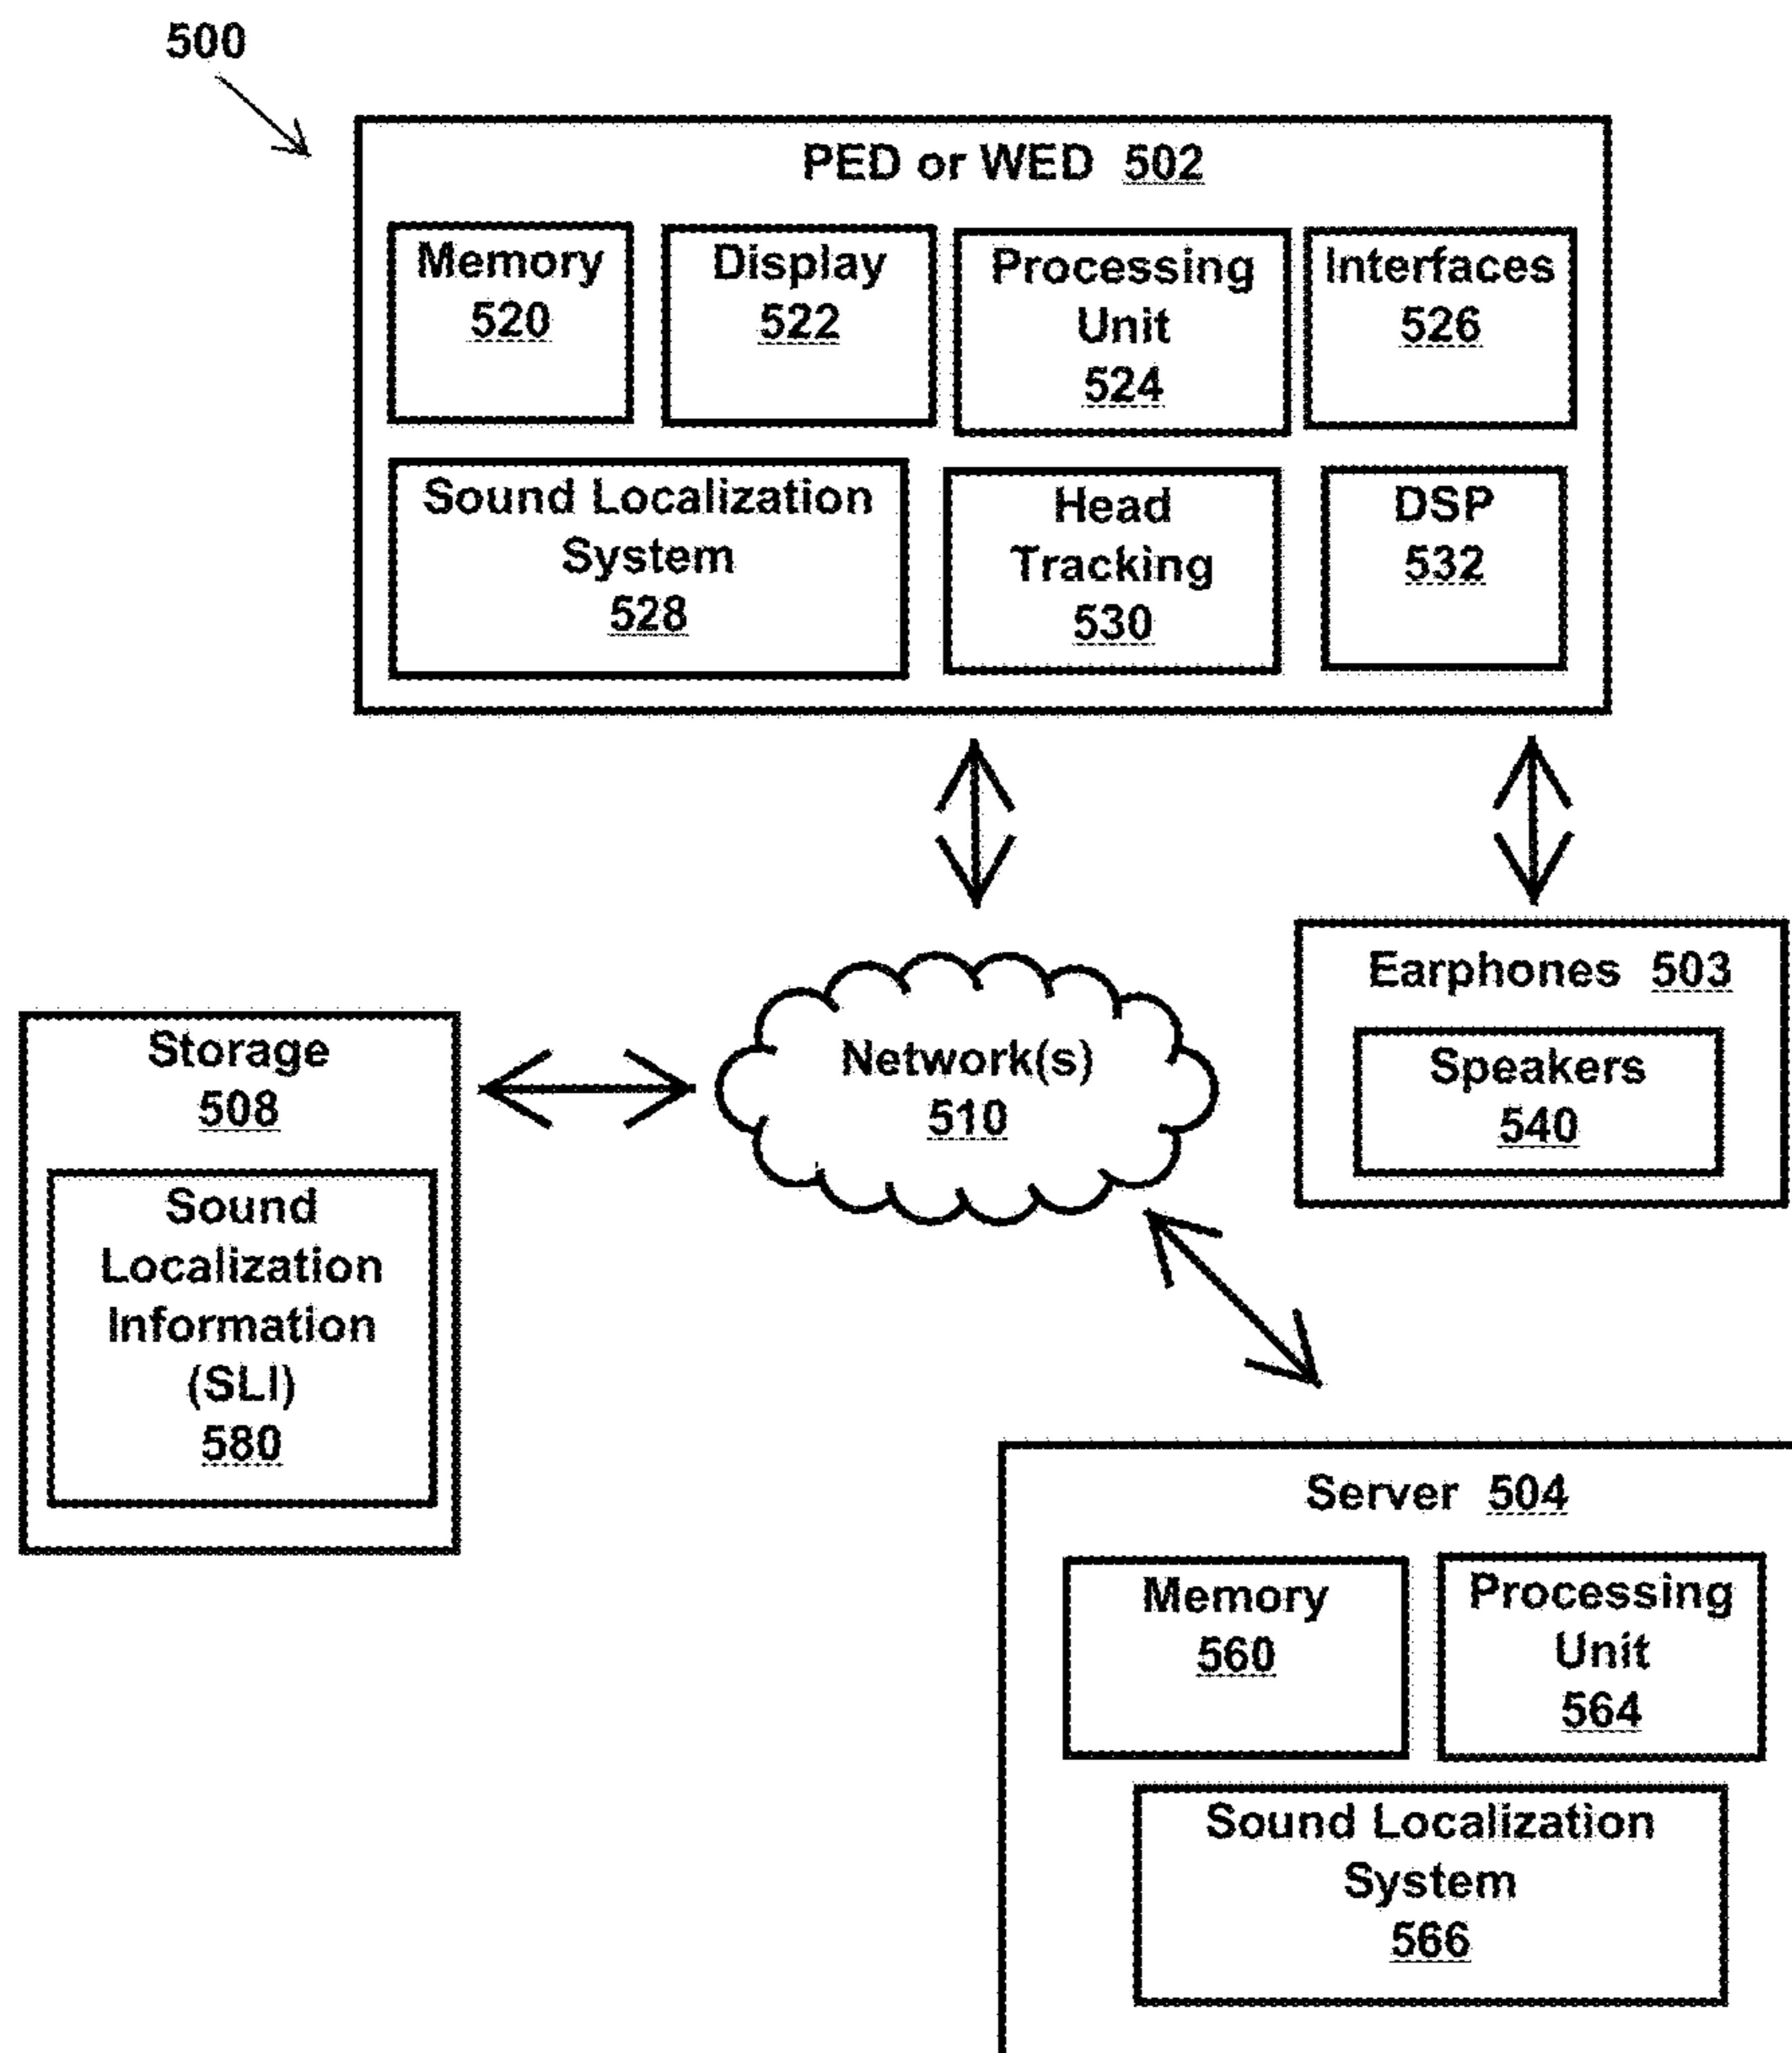 500
PED or WED 502
Memory
520
Display
522
Processing
Unit
524
Interfaces
526
Sound Localization
System
528
Head
Tracking
530
DSP
532
Storage
508
Sound
Localization
Information
(SLI)
580
Network(s)
510
Earphones 503
Speakers
540
Server 504
Memory
560
Processing
Unit
564
Sound Localization
System
566